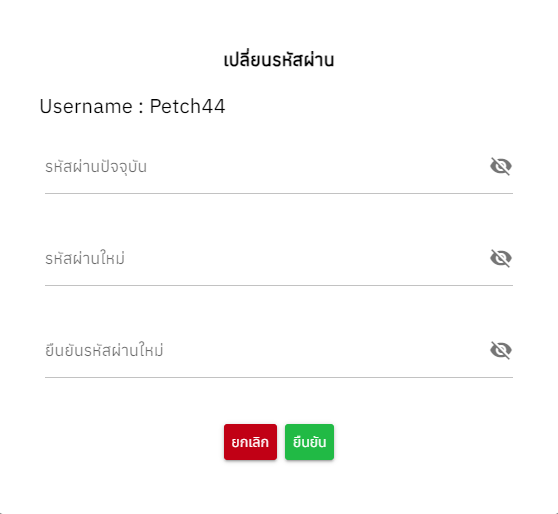 เปลี่ยนรหัสผ่าน
Username : Petch44
รหัสผ่านปัจจุบัน
รหัสผ่านใหม่
ยืนยันรหัสผ่านใหม่
ยกเลิก ยืนยัน